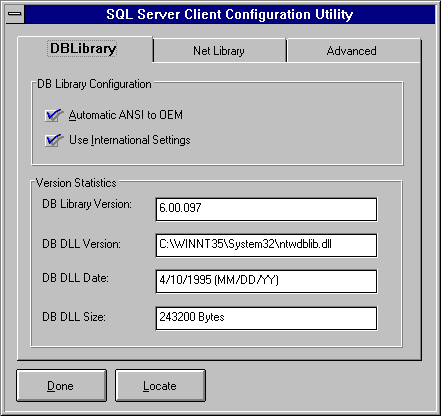 SQL Server Client Configuration Utility
DBLibrary Net Library Advanced
DB Library Configuration
Automatic ANSI to OEM
Use International Settings
Version Statistics
DB Library Version: 6.00.097
DB DLL Version: C:\WINNT35\System32\ntwdblib.dll
DB DLL Date: 4/10/1995 (MM/DD/YY)
DB DLL Size: 243200 Bytes
Done Locate